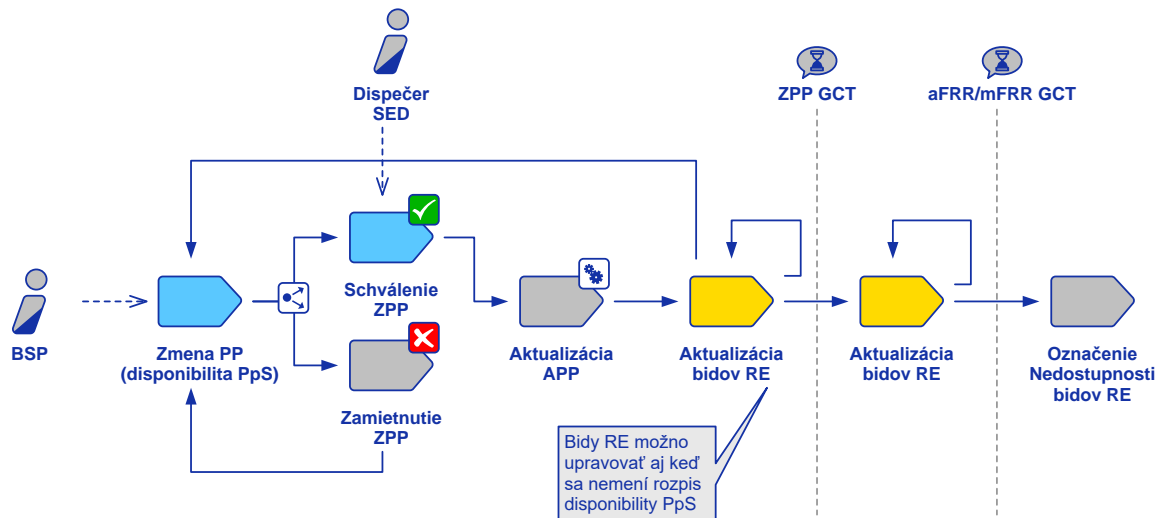 Dispečer
SED
ZPP GCT
aFRR/mFRR GCT
BSP
Zmena PP
(disponibilita PpS)
Schválenie
ZPP
Zamietnutie
ZPP
Aktualizácia
APP
Aktualizácia
bidov RE
Aktualizácia
bidov RE
Označenie
Nedostupnosti
bidov RE
Bidy RE možno
upravovať aj keď
sa nemení rozpis
disponibility PpS